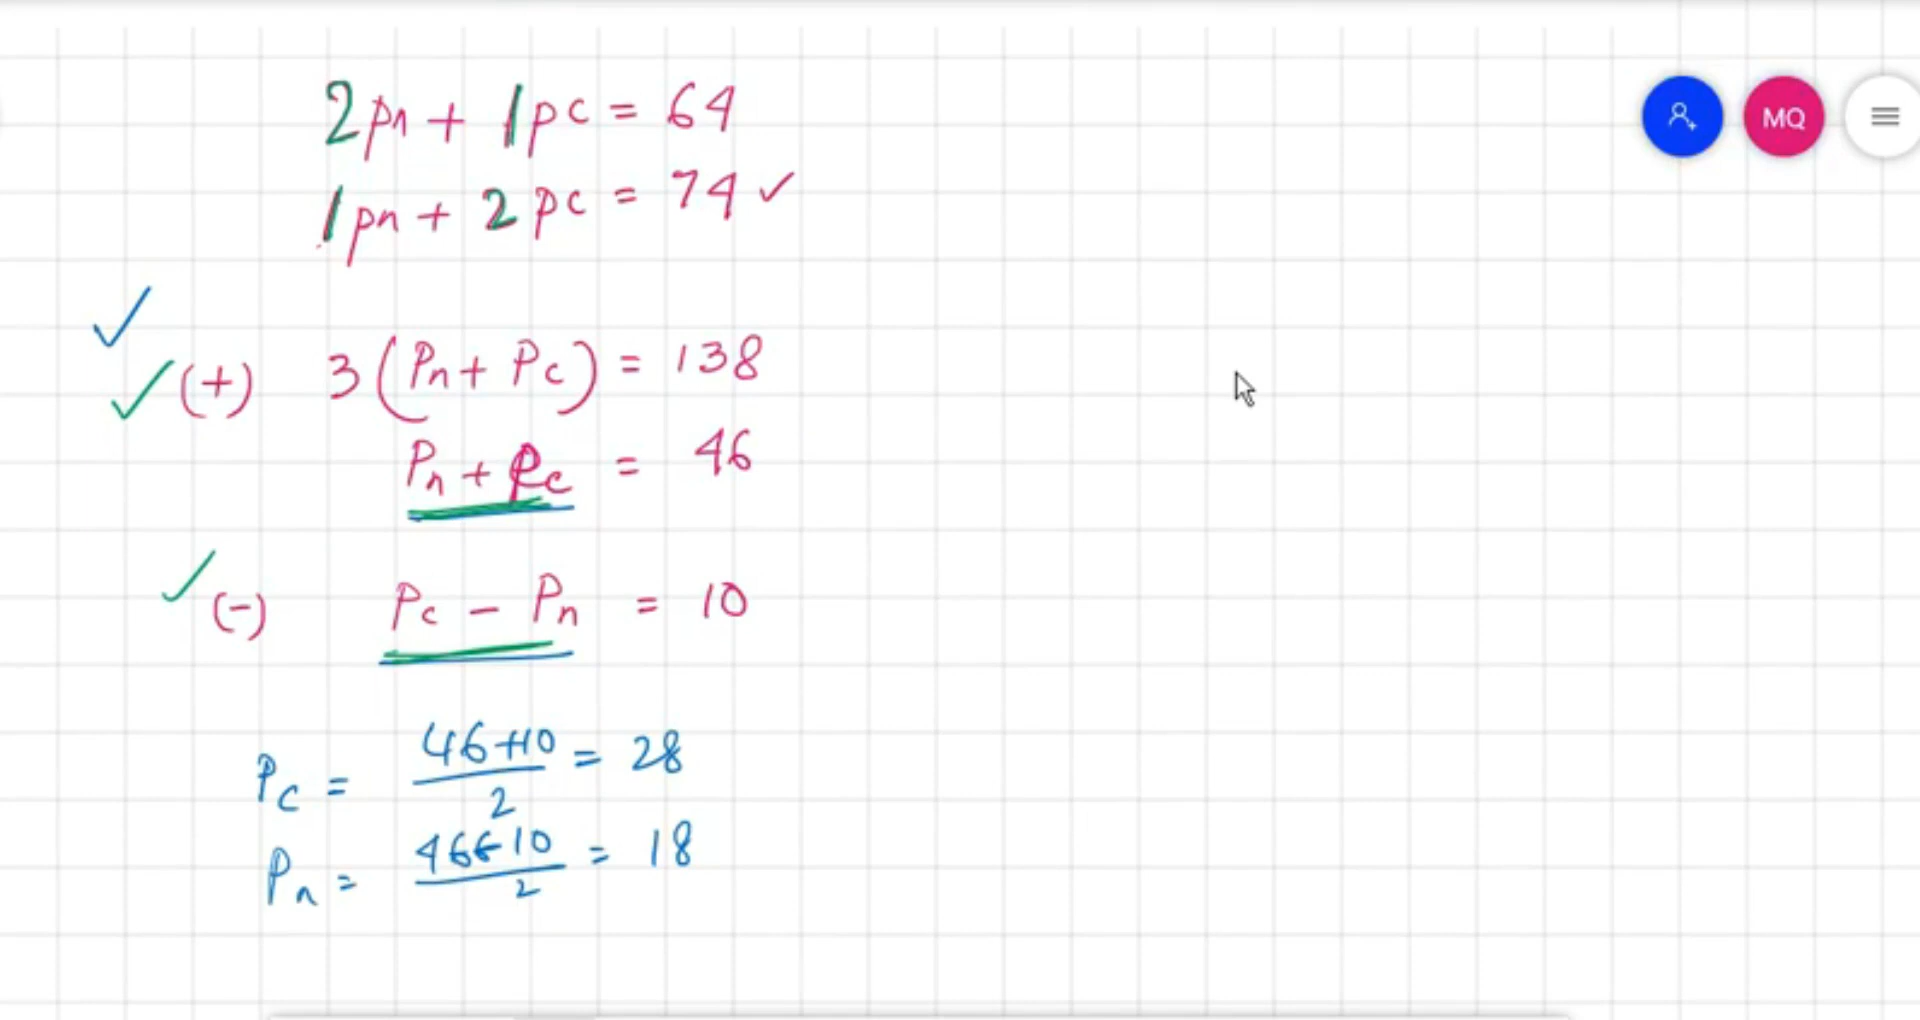 2pn + 1pc = 64
1pn + 2pc = 74 ✓
MQ
✓
✓ (+) 3(Pn + Pc) = 138
Pn + Pc = 46
✓ (-) Pc - Pn = 10
Pc = 46+10 / 2 = 28
Pn = 46-10 / 2 = 18